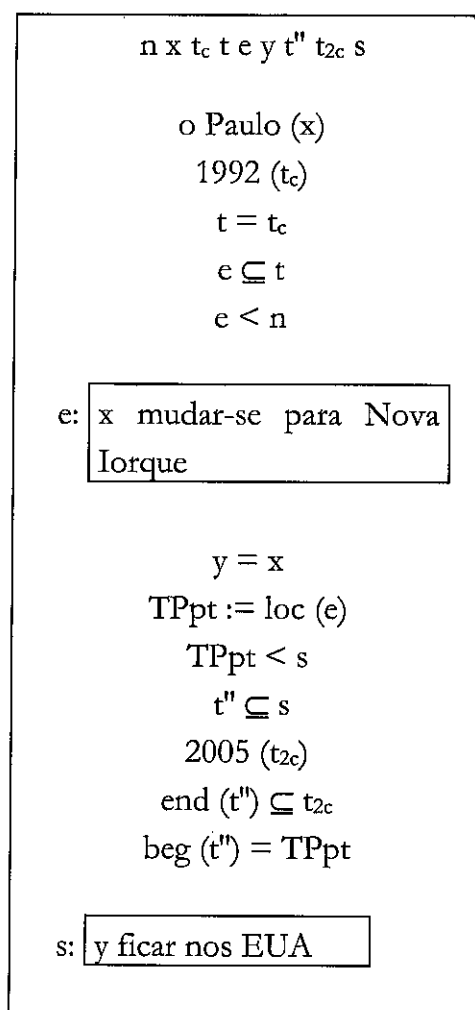 n x t꜀ t e y t" t₂꜀ s
o Paulo (x)
1992 (t꜀)
t = t꜀
e ⊆ t
e < n
e: x mudar-se para Nova
Iorque
y = x
TPpt := loc (e)
TPpt < s
t" ⊆ s
2005 (t₂꜀)
end (t") ⊆ t₂꜀
beg (t") = TPpt
s: y ficar nos EUA